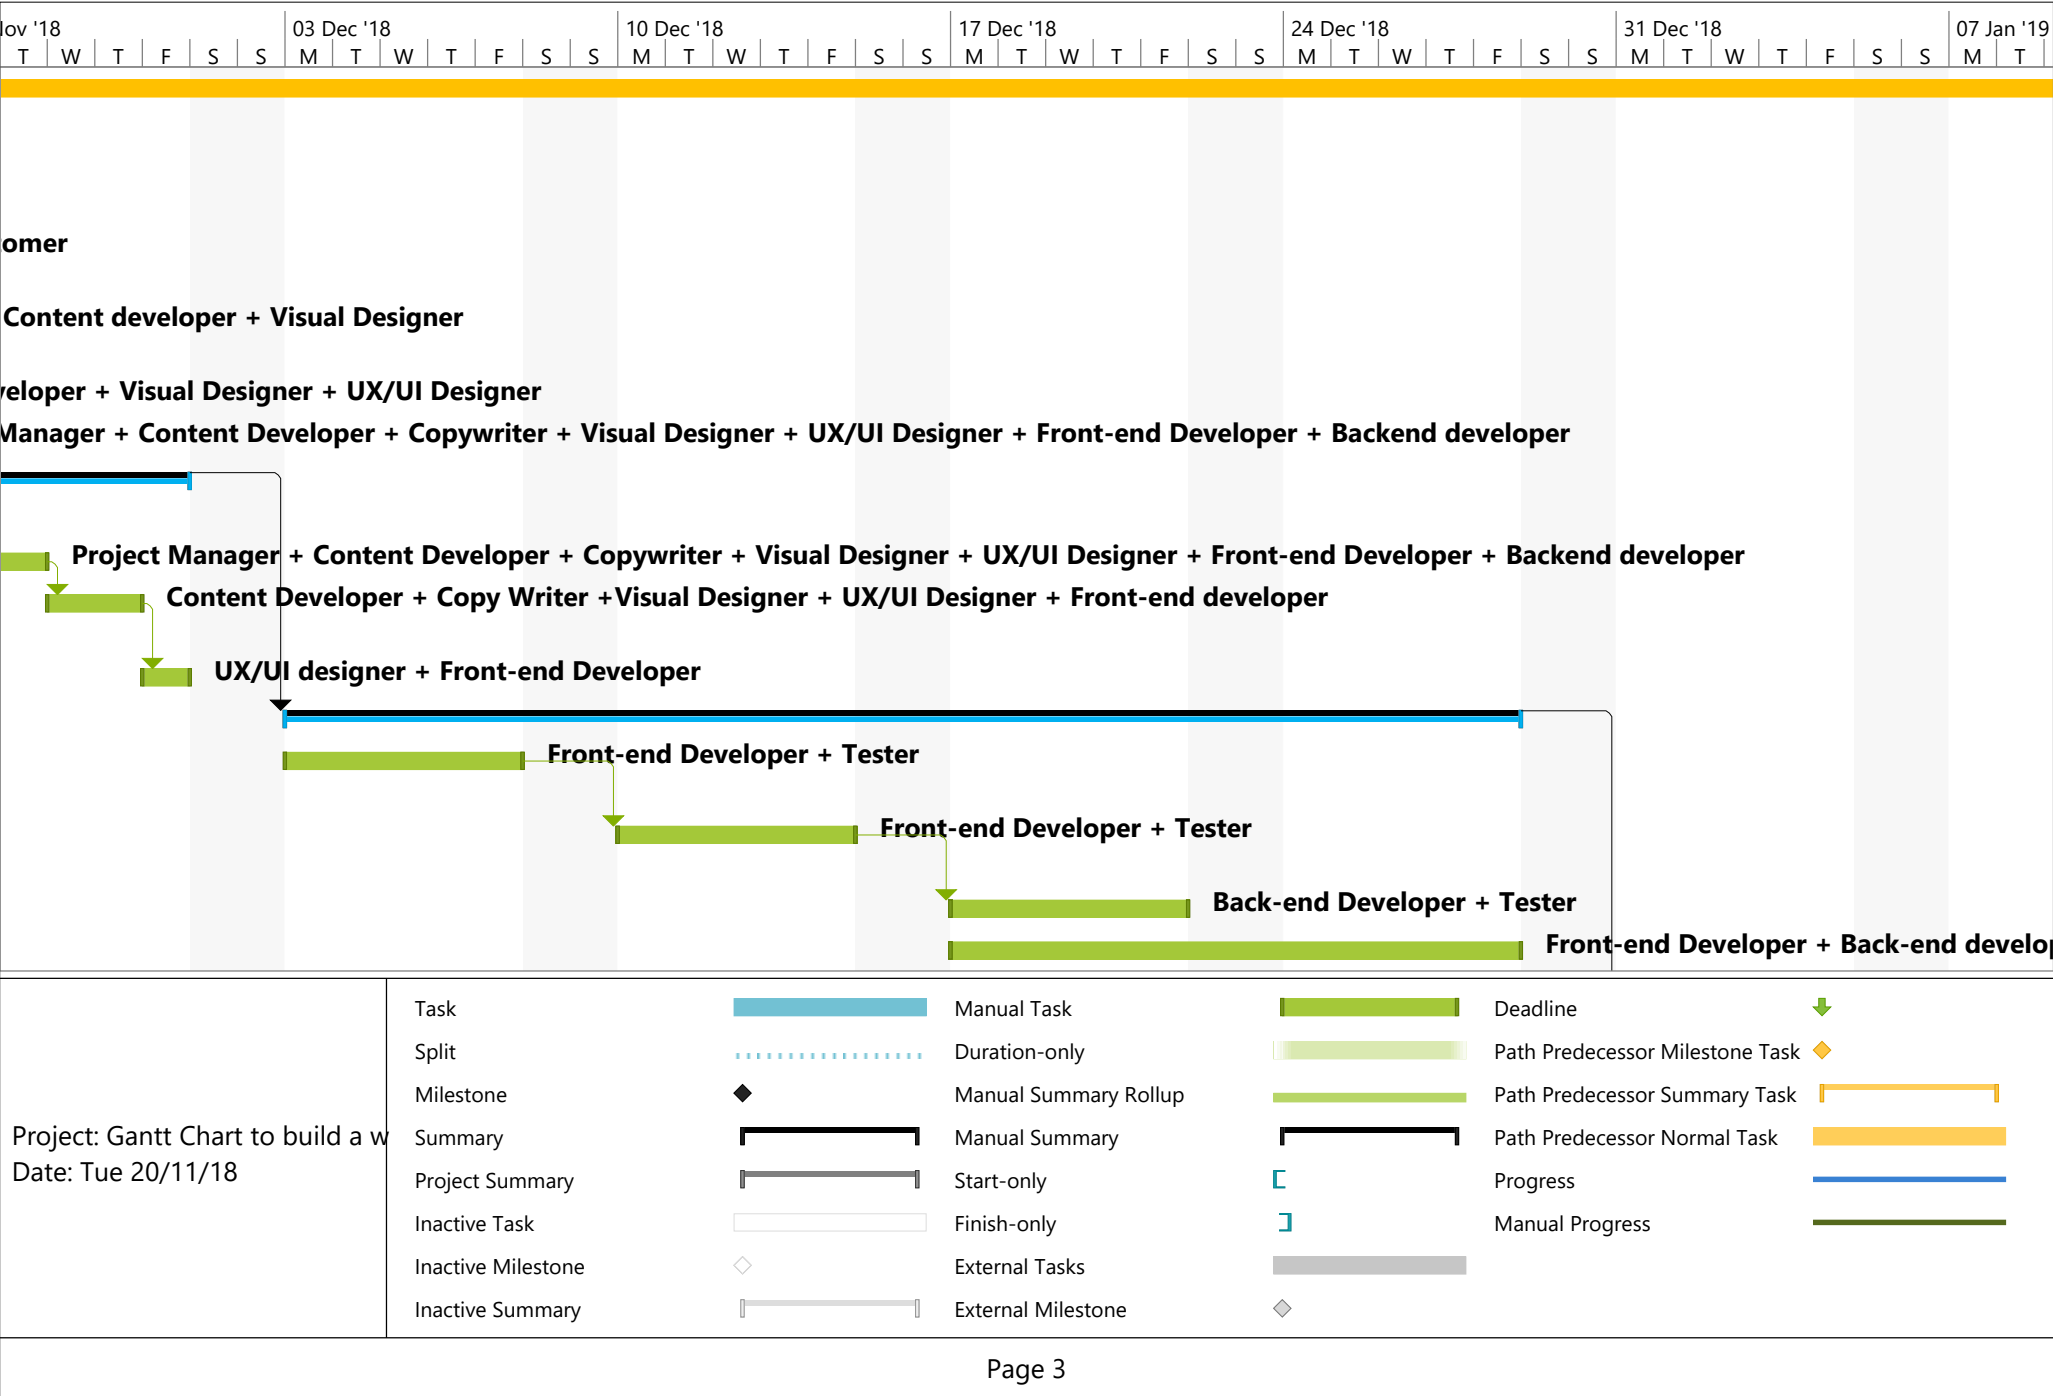 Nov '18 03 Dec '18 10 Dec '18 17 Dec '18 24 Dec '18 31 Dec '18 07 Jan '19
T W T F S S M T W T F S S M T W T F S S M T W T F S S M T W T F S S M T W T F S S M T
omer
Content developer + Visual Designer
veloper + Visual Designer + UX/UI Designer
Manager + Content Developer + Copywriter + Visual Designer + UX/UI Designer + Front-end Developer + Backend developer
Project Manager + Content Developer + Copywriter + Visual Designer + UX/UI Designer + Front-end Developer + Backend developer
Content Developer + Copy Writer +Visual Designer + UX/UI Designer + Front-end developer
UX/UI designer + Front-end Developer
Front-end Developer + Tester
Front-end Developer + Tester
Back-end Developer + Tester
Front-end Developer + Back-end develop
Project: Gantt Chart to build a w
Date: Tue 20/11/18
Task
Split
Milestone
Summary
Project Summary
Inactive Task
Inactive Milestone
Inactive Summary
Manual Task
Duration-only
Manual Summary Rollup
Manual Summary
Start-only
Finish-only
External Tasks
External Milestone
Deadline
Path Predecessor Milestone Task
Path Predecessor Summary Task
Path Predecessor Normal Task
Progress
Manual Progress
Page 3